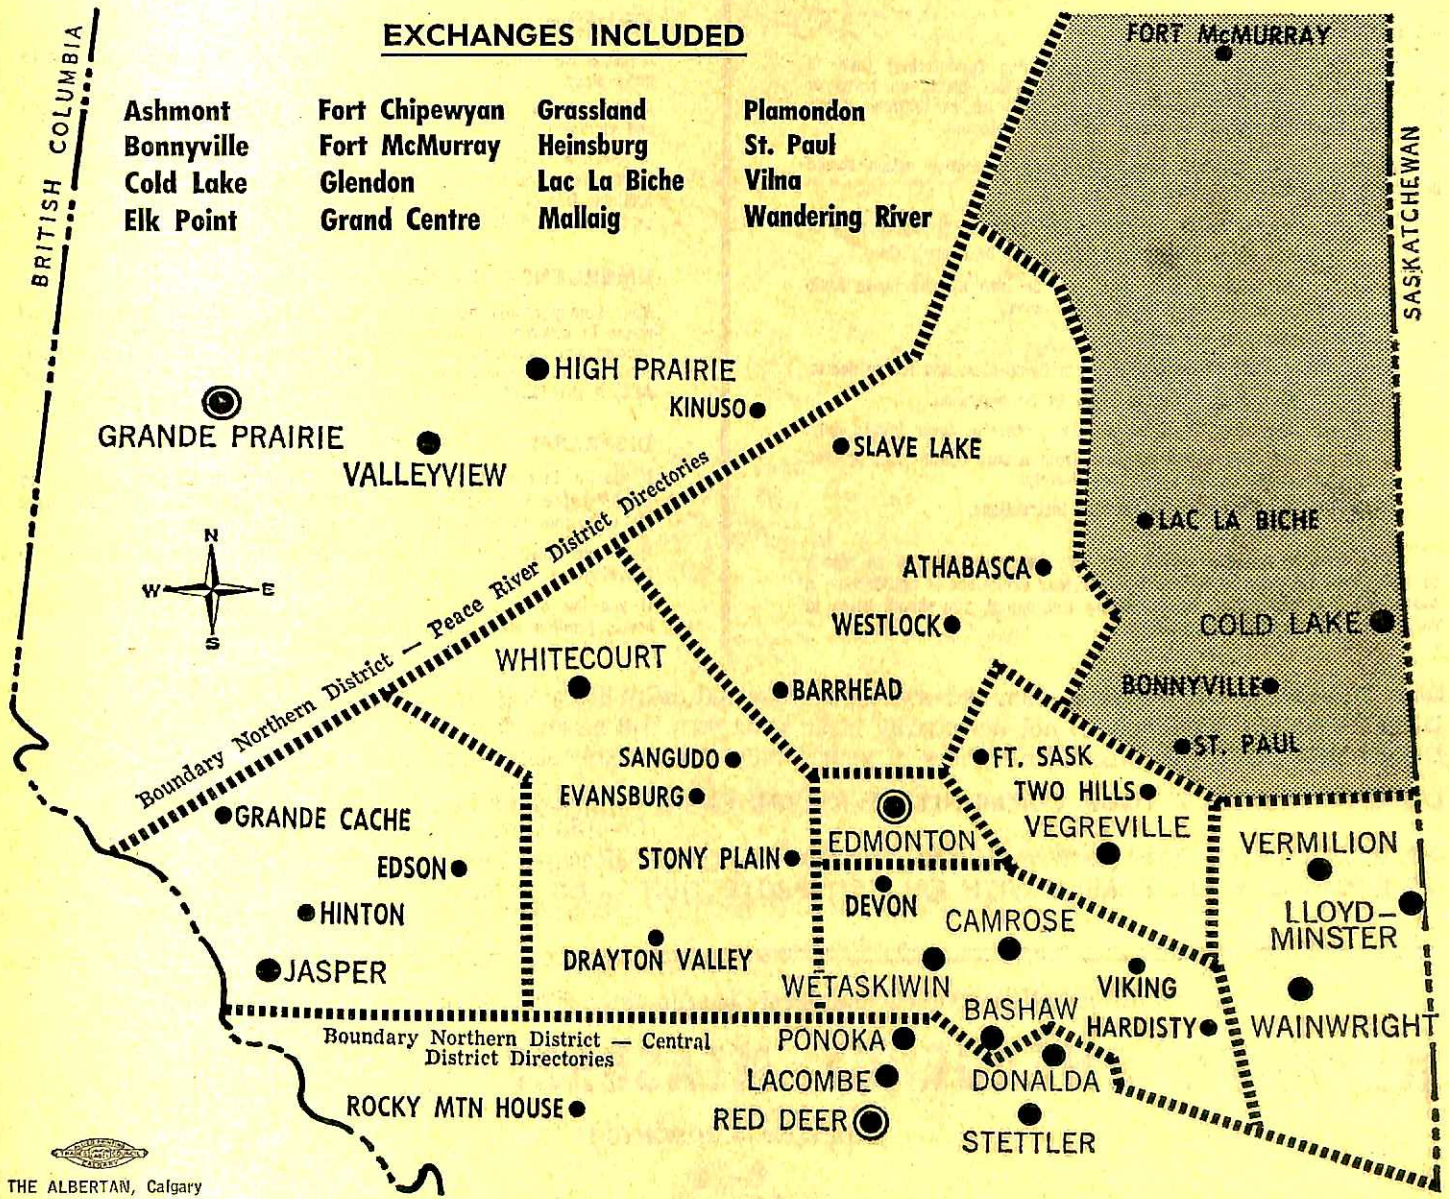 EXCHANGES INCLUDED
Ashmont
Bonnyville
Cold Lake
Elk Point
Fort Chipewyan
Fort McMurray
Glendon
Grand Centre
Grassland
Heinsburg
Lac La Biche
Mallaig
Plamondon
St. Paul
Vilna
Wandering River
BRITISH COLUMBIA
FORT McMURRAY
SASKATCHEWAN
HIGH PRAIRIE
KINUSO
GRANDE PRAIRIE
VALLEYVIEW
SLAVE LAKE
Boundary Northern District — Peace River District Directories
LAC LA BICHE
N
W E
S
ATHABASCA
WESTLOCK
COLD LAKE
WHITECOURT
BARRHEAD
BONNYVILLE
ST. PAUL
SANGUDO
FT. SASK
EVANSBURG
TWO HILLS
GRANDE CACHE
VEGREVILLE
EDMONTON
VERMILION
STONY PLAIN
EDSON
DEVON
HINTON
CAMROSE
LLOYD-
MINSTER
DRAYTON VALLEY
JASPER
WETASKIWIN
VIKING
BASHAW
HARDISTY
WAINWRIGHT
Boundary Northern District — Central
District Directories
PONOKA
LACOMBE
DONALDA
ROCKY MTN HOUSE
RED DEER
STETTLER
THE ALBERTAN, Calgary